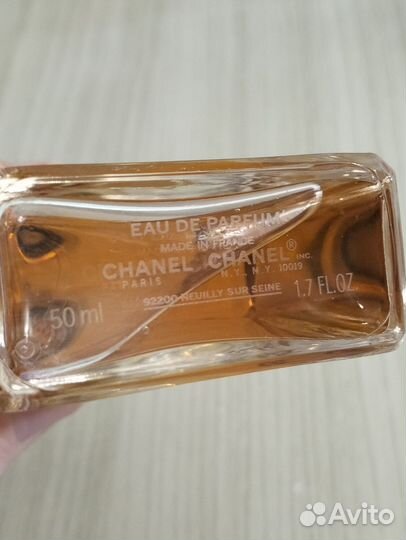 EAU DE PARFUM
MADE IN FRANCE
CHANEL CHANEL ® INC.
PARIS N.Y., N.Y. 10019
92200 NEUILLY SUR SEINE
50 ml 1.7 FL.OZ.
Avito